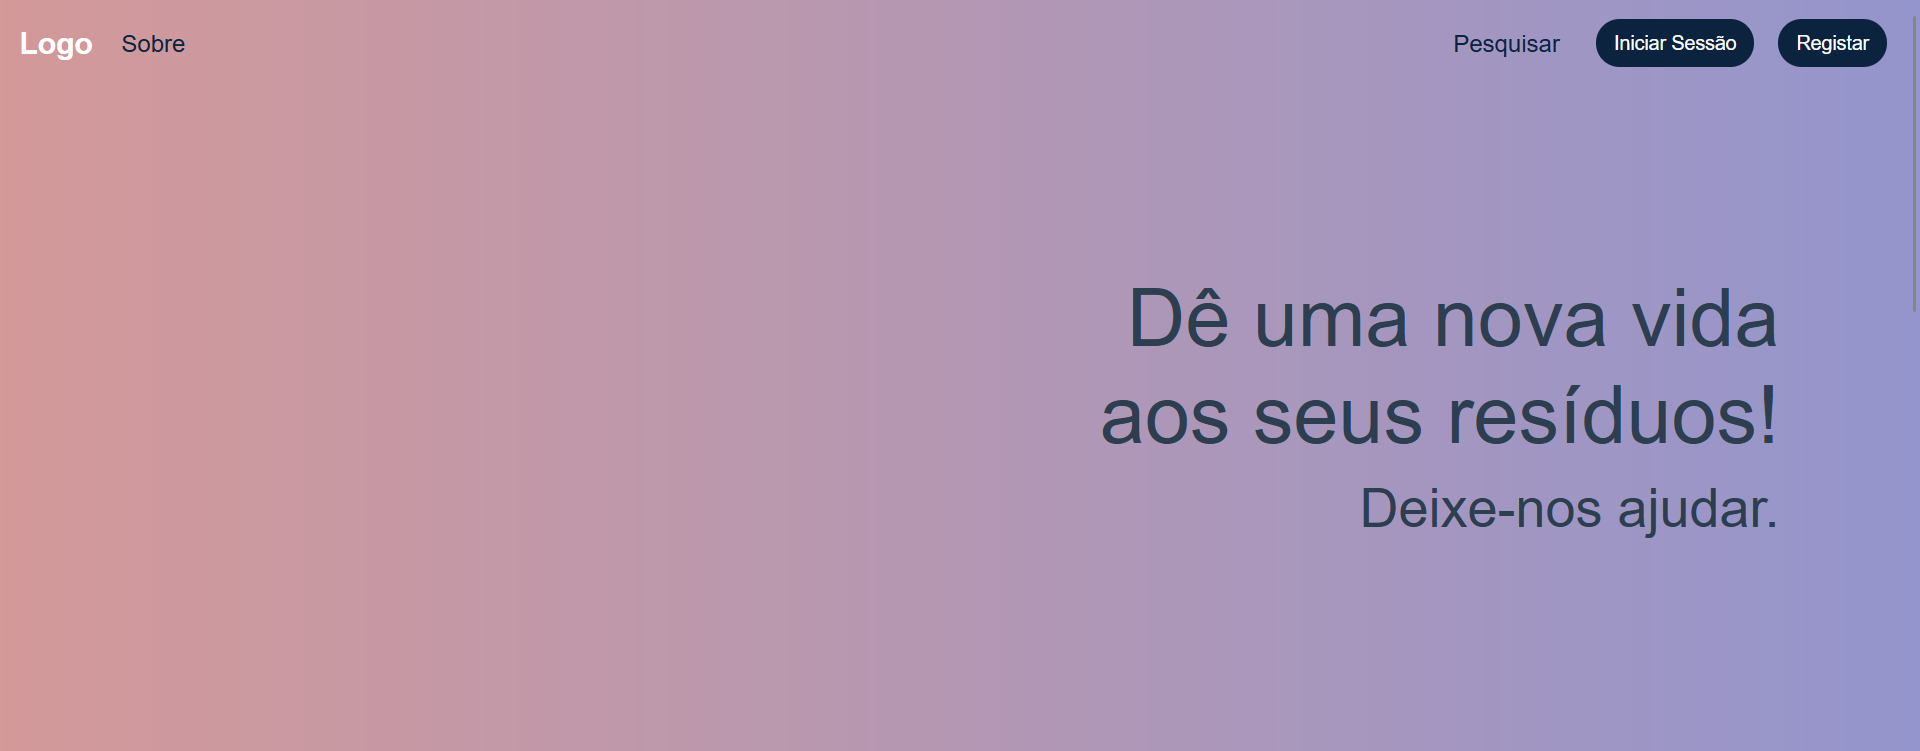 Logo
Sobre
Pesquisar
Iniciar Sessão
Registar
Dê uma nova vida
aos seus resíduos!
Deixe-nos ajudar.